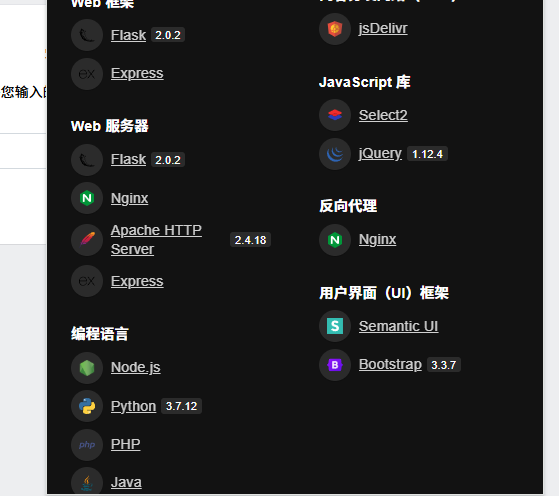 Web 框架
Flask 2.0.2
Express
您输入的
Web 服务器
Flask 2.0.2
Nginx
Apache HTTP
Server 2.4.18
Express
编程语言
Node.js
Python 3.7.12
php PHP
Java
jsDelivr
JavaScript 库
Select2
jQuery 1.12.4
反向代理
Nginx
用户界面（UI）框架
S Semantic UI
B Bootstrap 3.3.7